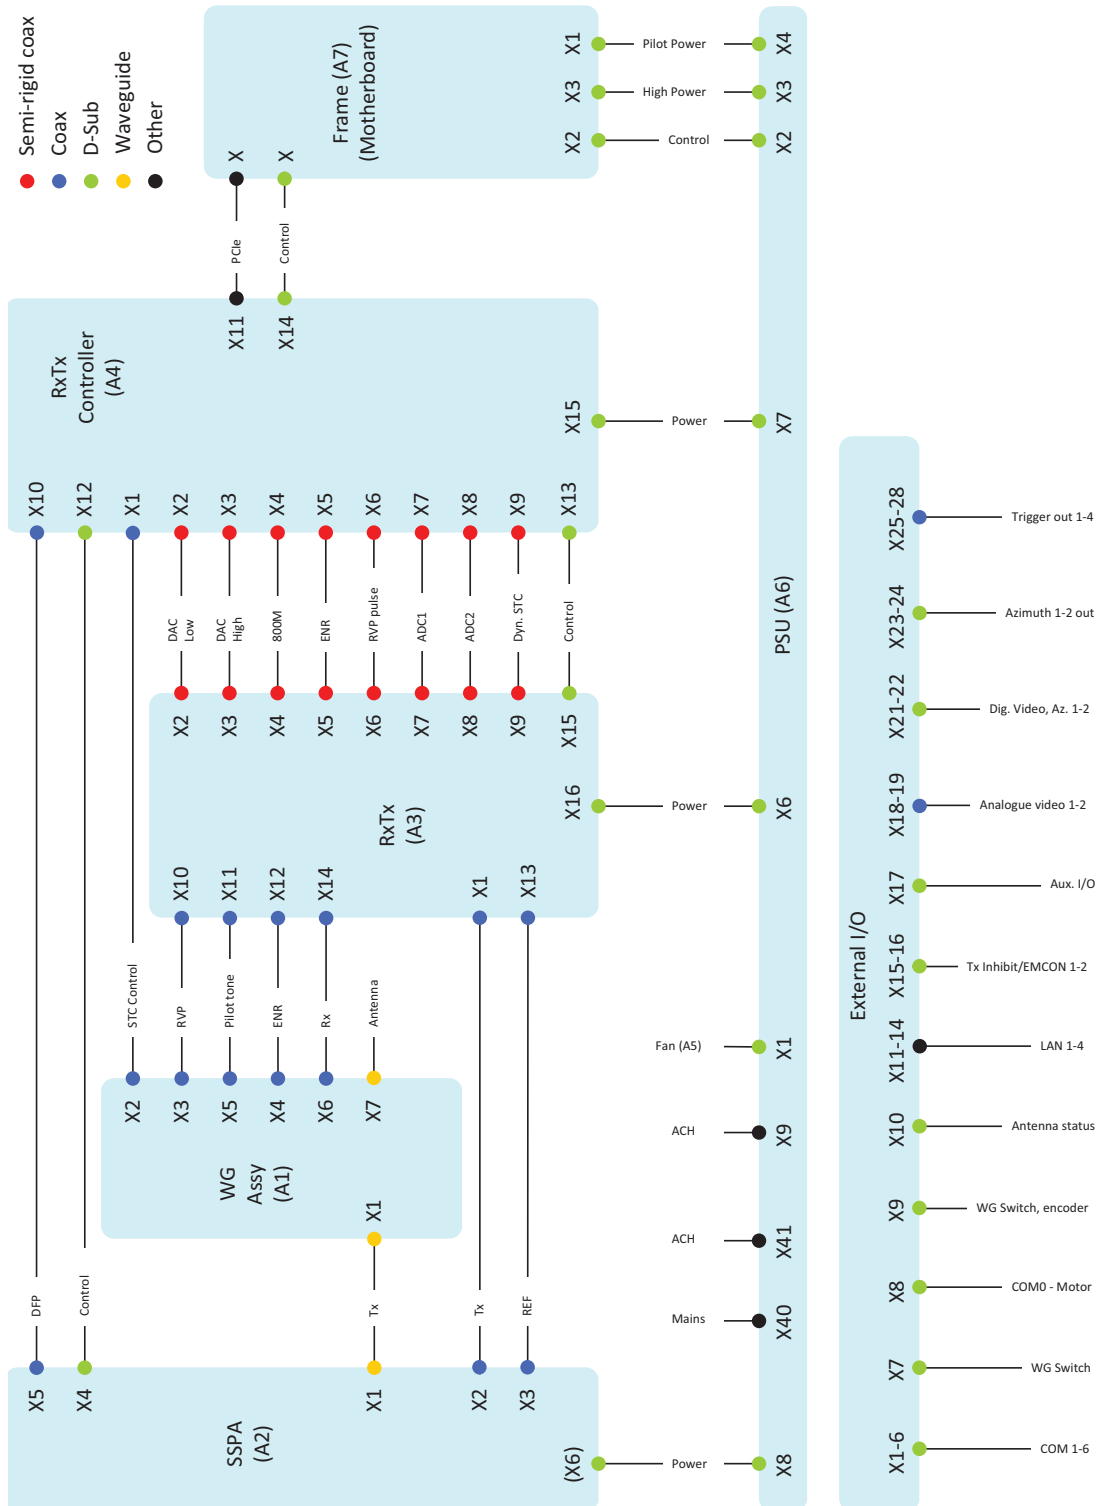 Semi-rigid coax
Coax
D-Sub
Waveguide
Other
Frame (A7)
(Motherboard)
X
X
X1
X3
X2
Pilot Power
High Power
Control
X4
X3
X2
PCIe
Control
X11
X14
RxTx
Controller
(A4)
X15
Power
X7
X10
X12
X1
X2
X3
X4
X5
X6
X7
X8
X9
X13
DFP
Control
STC Control
DAC
Low
DAC
High
800M
ENR
RVP pulse
ADC1
ADC2
Dyn. STC
Control
X2
X3
X4
X5
X6
X7
X8
X9
X15
RxTx
(A3)
X16
Power
X6
X10
X11
X12
X14
X1
X13
RVP
Pilot tone
ENR
Rx
Antenna
X2
X3
X5
X4
X6
X7
WG
Assy
(A1)
X1
Tx
Tx
REF
X5
X4
X1
X2
X3
SSPA
(A2)
(X6)
Power
X8
PSU (A6)
Fan (A5)
X1
ACH
X9
ACH
X41
Mains
X40
External I/O
X25-28
Trigger out 1-4
X23-24
Azimuth 1-2 out
X21-22
Dig. Video, Az. 1-2
X18-19
Analogue video 1-2
X17
Aux. I/O
X15-16
Tx Inhibit/EMCON 1-2
X11-14
LAN 1-4
X10
Antenna status
X9
WG Switch, encoder
X8
COM0 - Motor
X7
WG Switch
X1-6
COM 1-6